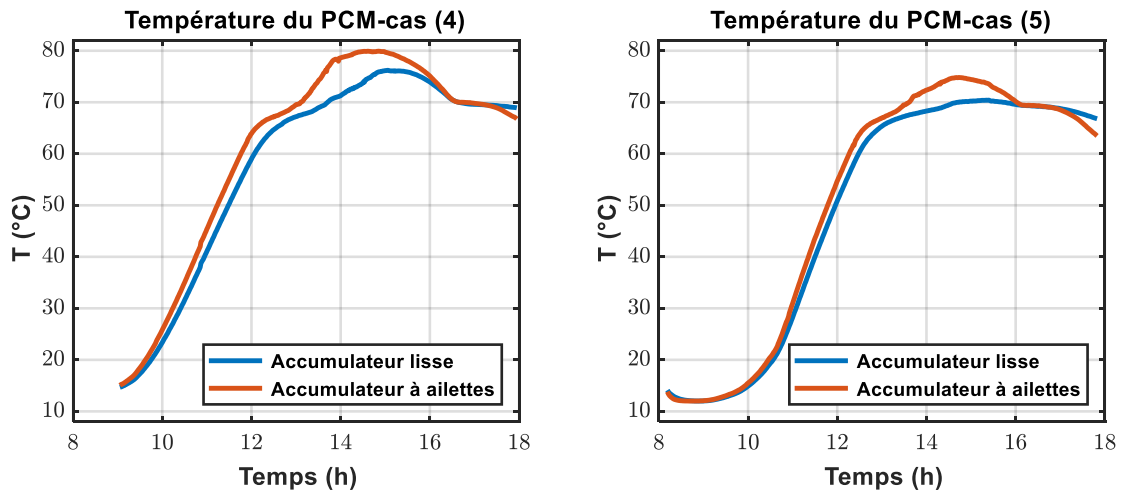 Température du PCM-cas (4)
80
70
60
50
40
30
20
10
T (°C)
8 10 12 14 16 18
Temps (h)
Accumulateur lisse
Accumulateur à ailettes
Température du PCM-cas (5)
80
70
60
50
40
30
20
10
T (°C)
8 10 12 14 16 18
Temps (h)
Accumulateur lisse
Accumulateur à ailettes